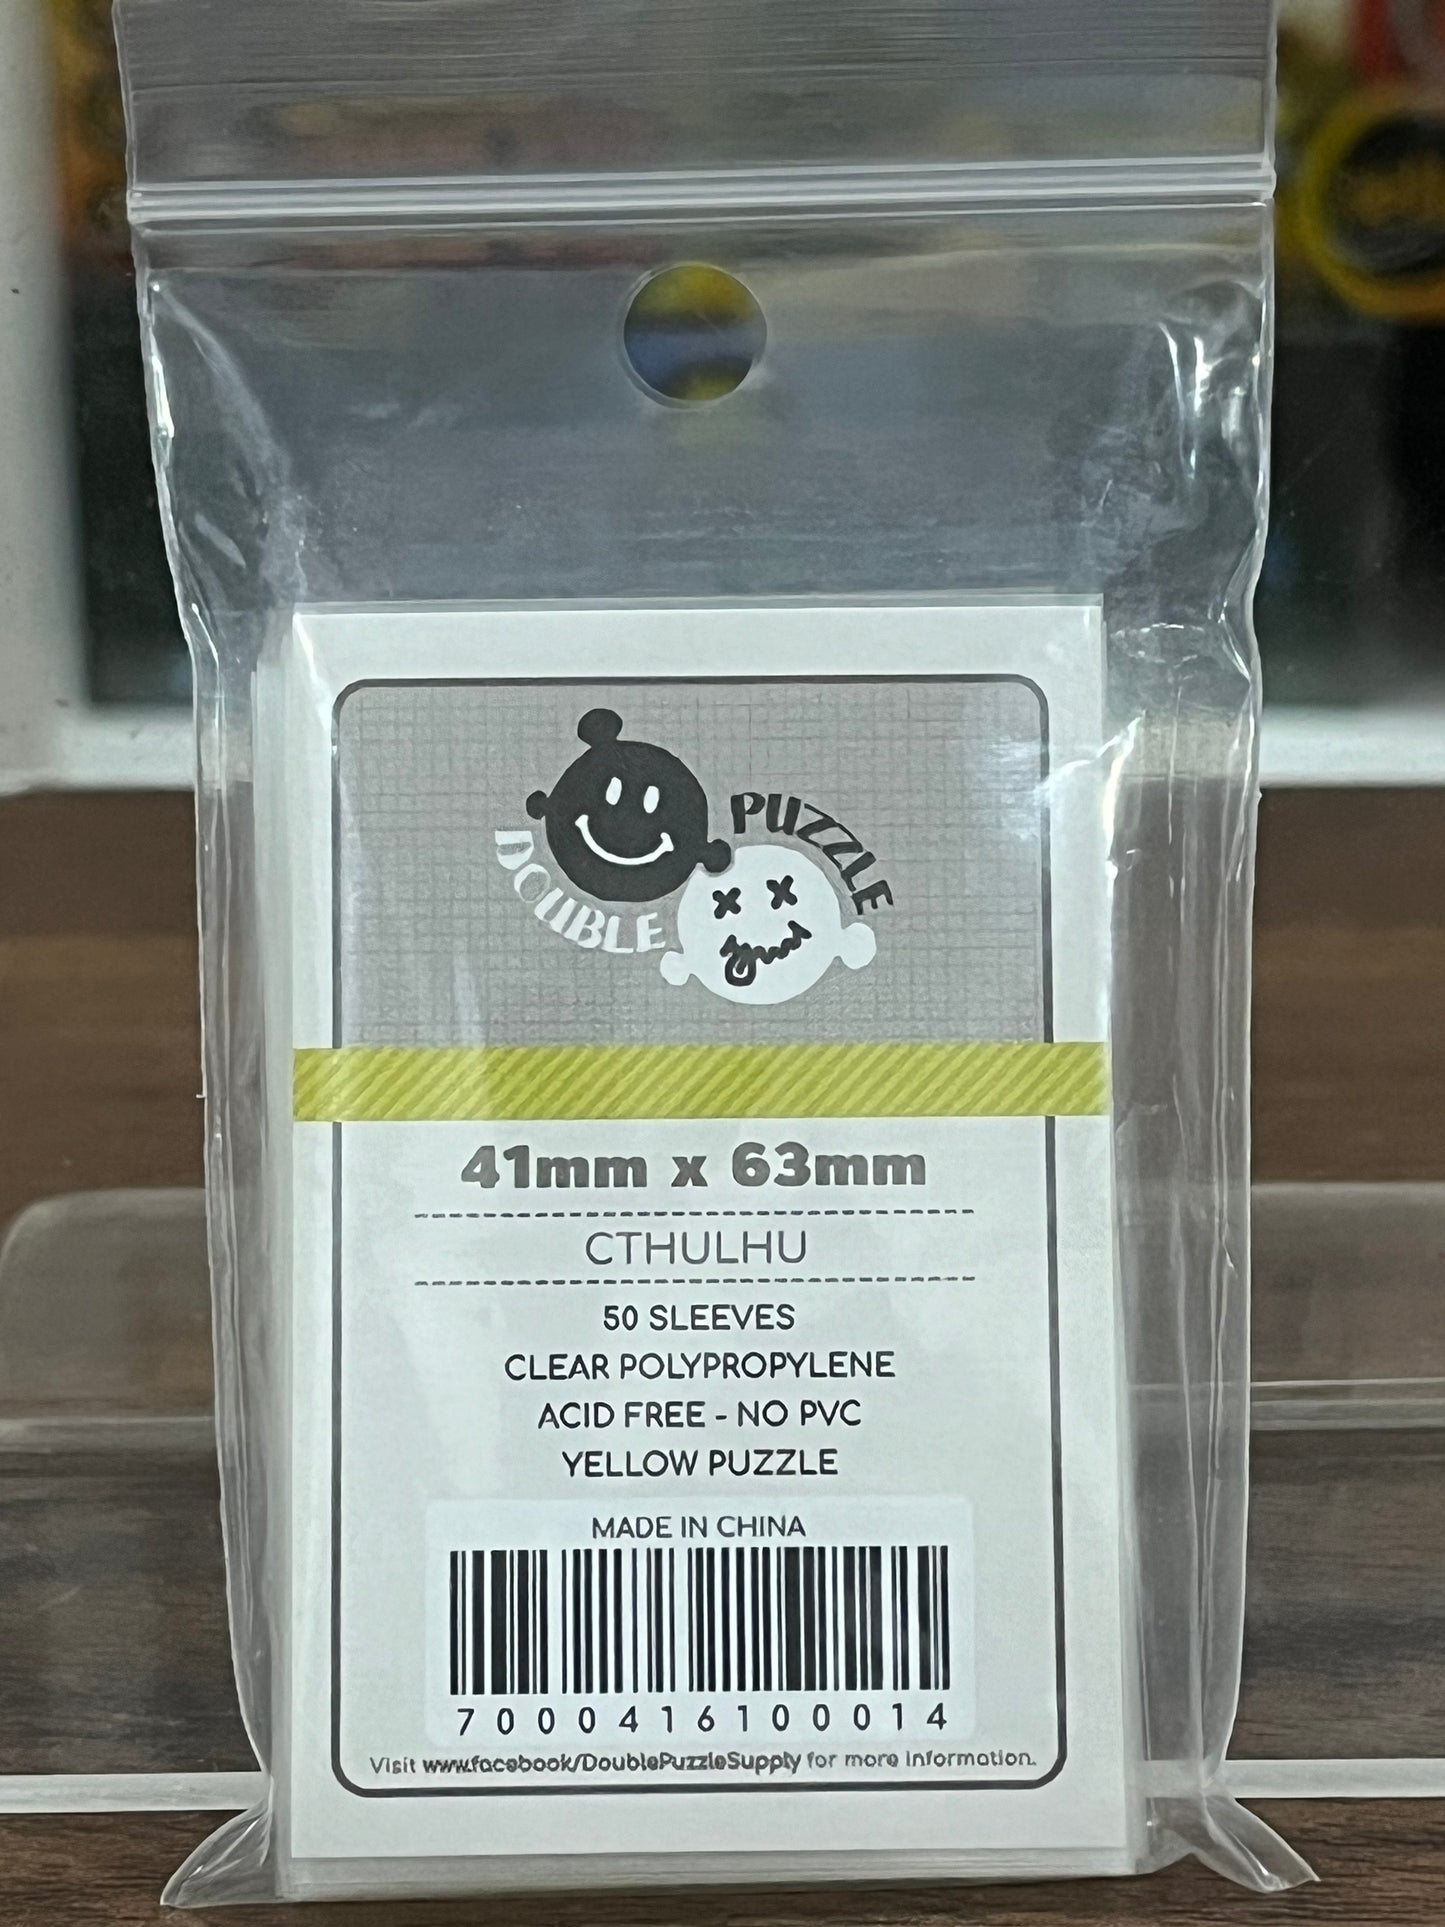 DOUBLE
PUZZLE
41mm x 63mm
CTHULHU
50 SLEEVES
CLEAR POLYPROPYLENE
ACID FREE - NO PVC
YELLOW PUZZLE
MADE IN CHINA
7000416100014
Visit www.facebook/DoublePuzzleSupply for more information.